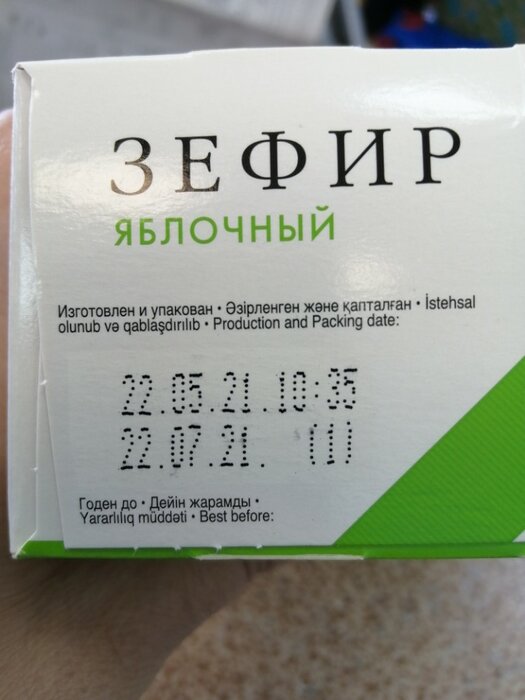 ЗЕФИР
ЯБЛОЧНЫЙ
Изготовлен и упакован • Әзірленген және қапталған • İstehsal
olunub və qablaşdırılıb • Production and Packing date:
22.05.21.10:35
22.07.21. (1)
Годен до • Дейін жарамды •
Yararlılıq müddəti • Best before: